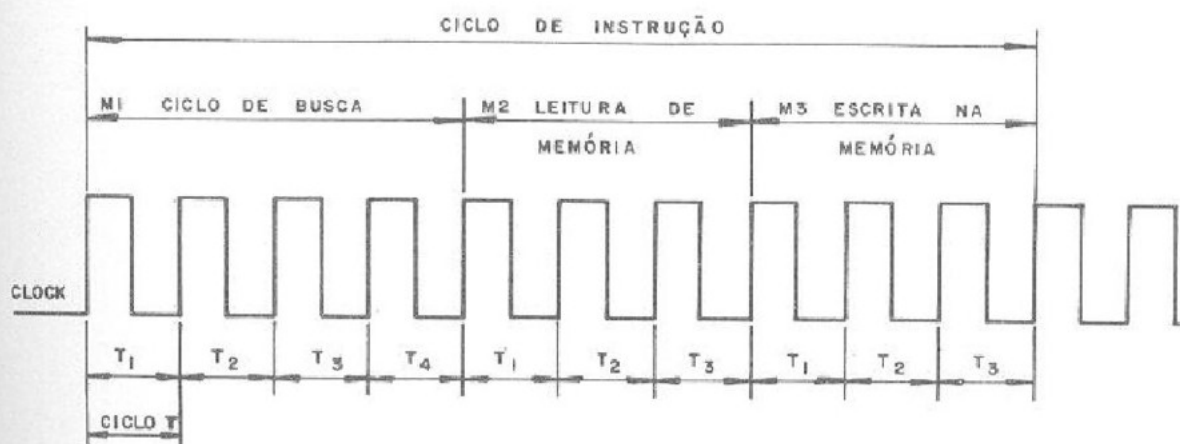 CICLO DE INSTRUÇÃO
M1 CICLO DE BUSCA
M2 LEITURA DE
MEMÓRIA
M3 ESCRITA NA
MEMÓRIA
CLOCK
T1 T2 T3 T4 T1 T2 T3 T1 T2 T3
CICLO T